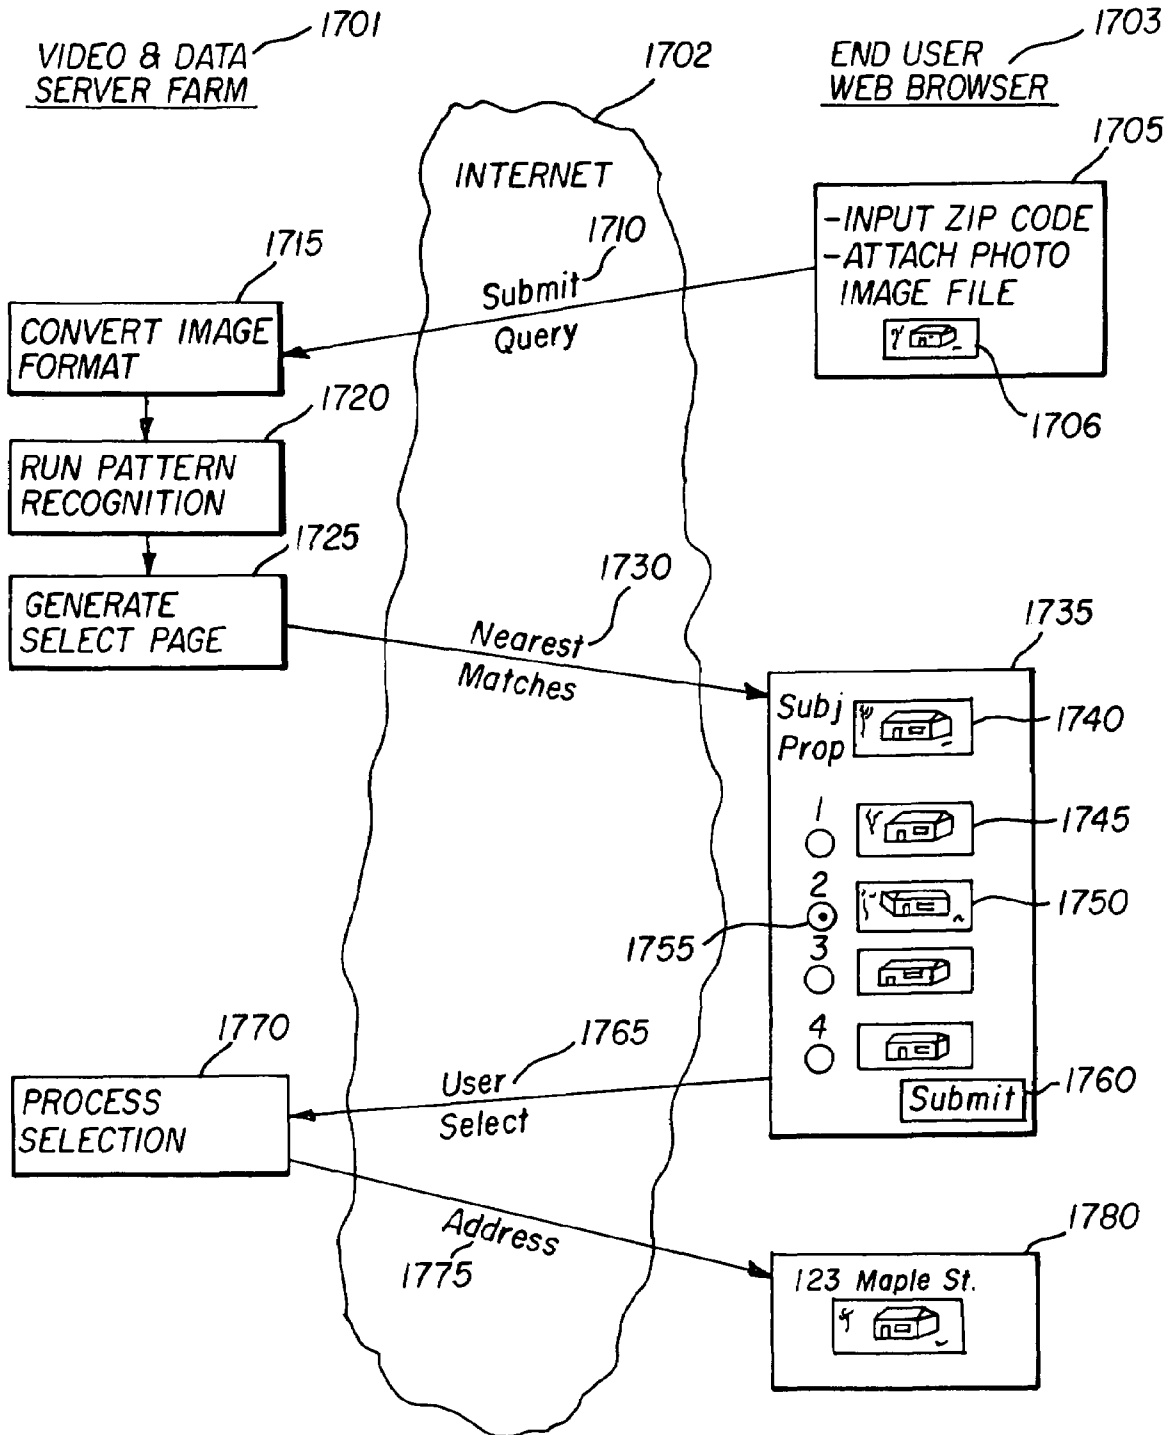 1701
VIDEO & DATA
SERVER FARM
1702
1703
END USER
WEB BROWSER
INTERNET
1705
-INPUT ZIP CODE
-ATTACH PHOTO
IMAGE FILE
1706
1710
Submit
Query
1715
CONVERT IMAGE
FORMAT
1720
RUN PATTERN
RECOGNITION
1725
GENERATE
SELECT PAGE
1730
Nearest
Matches
1735
Subj
Prop
1740
1
1745
2
1750
1755
3
4
Submit
1760
1765
User
Select
1770
PROCESS
SELECTION
Address
1775
1780
123 Maple St.